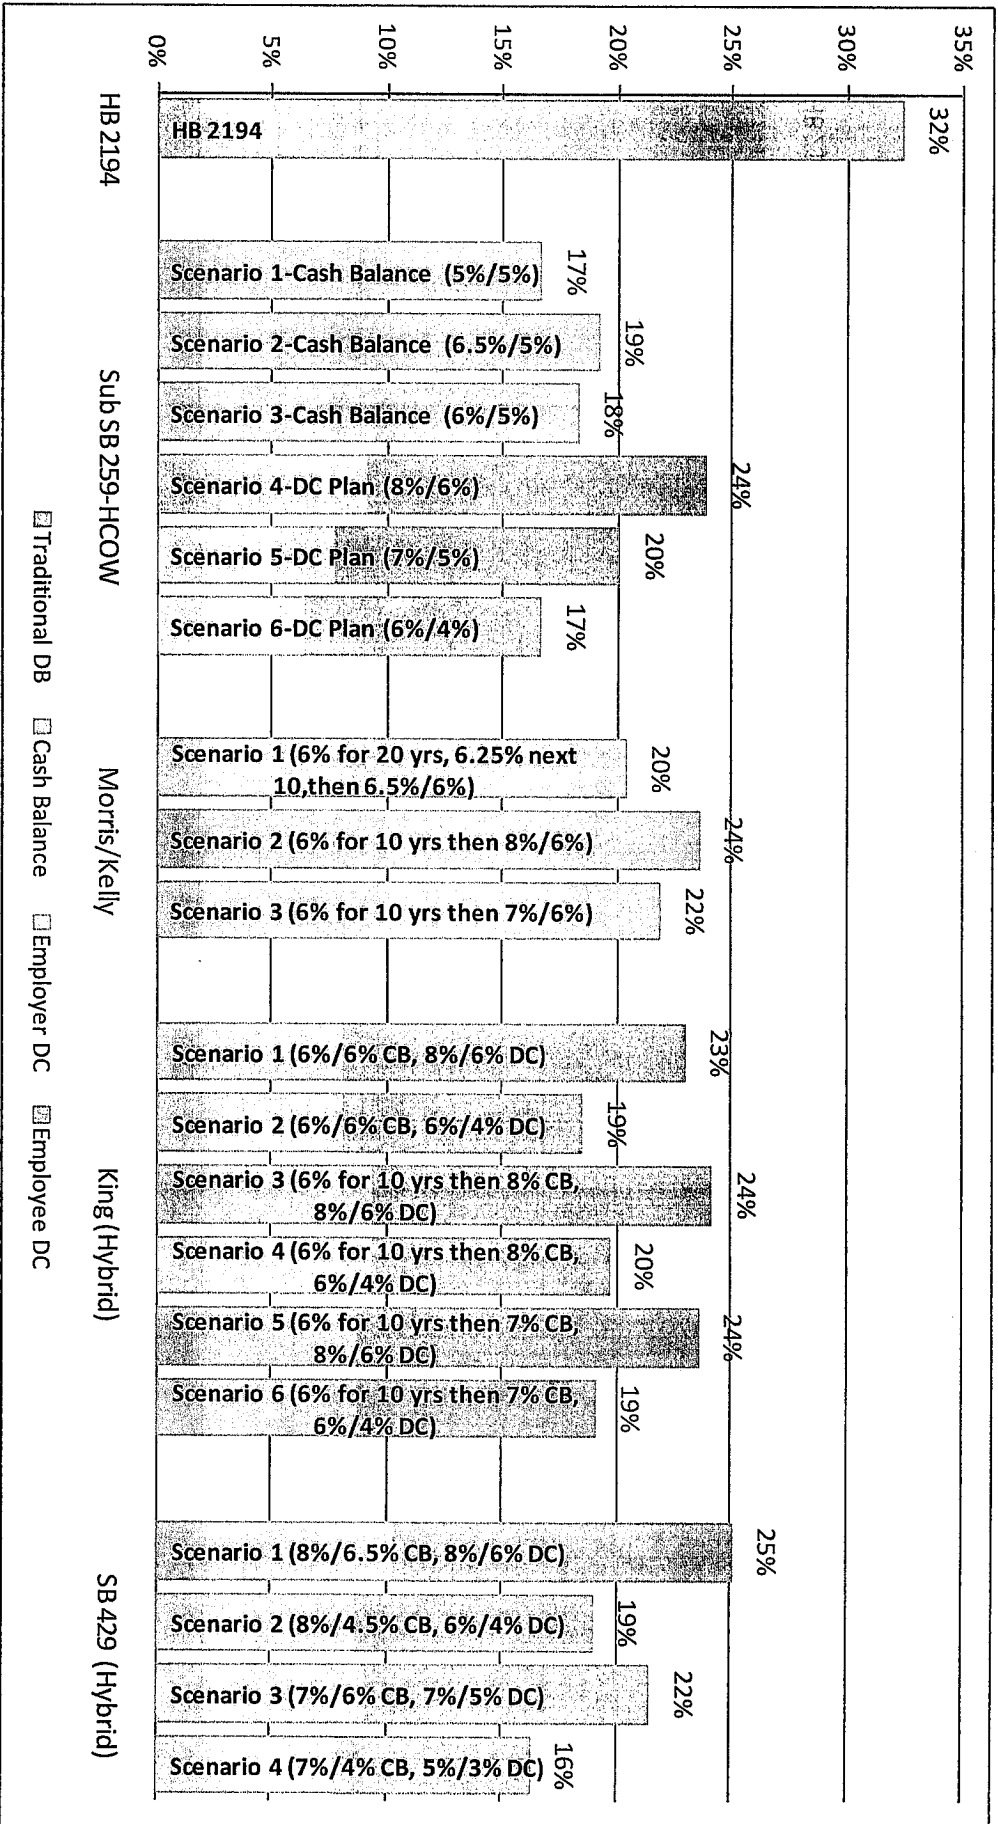 35%
30%
25%
20%
15%
10%
5%
0%
32%
HB 2194
17%
Scenario 1-Cash Balance (5%/5%)
19%
Scenario 2-Cash Balance (6.5%/5%)
18%
Scenario 3-Cash Balance (6%/5%)
24%
Scenario 4-DC Plan (8%/6%)
20%
Scenario 5-DC Plan (7%/5%)
17%
Scenario 6-DC Plan (6%/4%)
20%
Scenario 1 (6% for 20 yrs, 6.25% next
10,then 6.5%/6%)
24%
Scenario 2 (6% for 10 yrs then 8%/6%)
22%
Scenario 3 (6% for 10 yrs then 7%/6%)
23%
Scenario 1 (6%/6% CB, 8%/6% DC)
19%
Scenario 2 (6%/6% CB, 6%/4% DC)
24%
Scenario 3 (6% for 10 yrs then 8% CB,
8%/6% DC)
20%
Scenario 4 (6% for 10 yrs then 8% CB,
6%/4% DC)
24%
Scenario 5 (6% for 10 yrs then 7% CB,
8%/6% DC)
19%
Scenario 6 (6% for 10 yrs then 7% CB,
6%/4% DC)
25%
Scenario 1 (8%/6.5% CB, 8%/6% DC)
19%
Scenario 2 (8%/4.5% CB, 6%/4% DC)
22%
Scenario 3 (7%/6% CB, 7%/5% DC)
16%
Scenario 4 (7%/4% CB, 5%/3% DC)
HB 2194
Sub SB 259-HCOW
Morris/Kelly
King (Hybrid)
SB 429 (Hybrid)
Traditional DB
Cash Balance
Employer DC
Employee DC